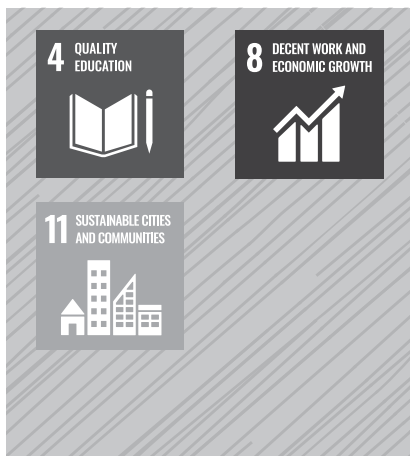 4 QUALITY
EDUCATION
8 DECENT WORK AND
ECONOMIC GROWTH
11 SUSTAINABLE CITIES
AND COMMUNITIES